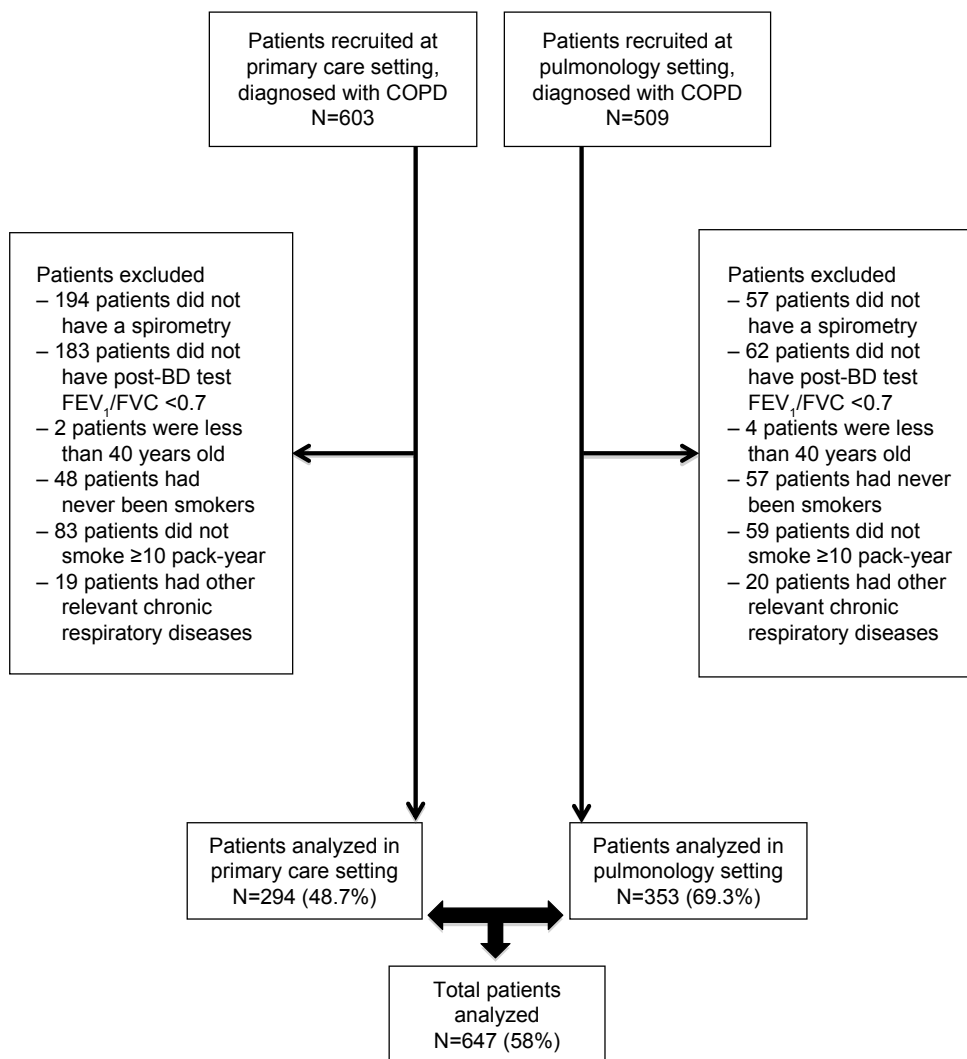 Patients recruited at
primary care setting,
diagnosed with COPD
N=603
Patients recruited at
pulmonology setting,
diagnosed with COPD
N=509
Patients excluded
– 194 patients did not
have a spirometry
– 183 patients did not
have post-BD test
FEV₁/FVC <0.7
– 2 patients were less
than 40 years old
– 48 patients had
never been smokers
– 83 patients did not
smoke ≥10 pack-year
– 19 patients had other
relevant chronic
respiratory diseases
Patients excluded
– 57 patients did not
have a spirometry
– 62 patients did not
have post-BD test
FEV₁/FVC <0.7
– 4 patients were less
than 40 years old
– 57 patients had never
been smokers
– 59 patients did not
smoke ≥10 pack-year
– 20 patients had other
relevant chronic
respiratory diseases
Patients analyzed in
primary care setting
N=294 (48.7%)
Patients analyzed in
pulmonology setting
N=353 (69.3%)
Total patients
analyzed
N=647 (58%)